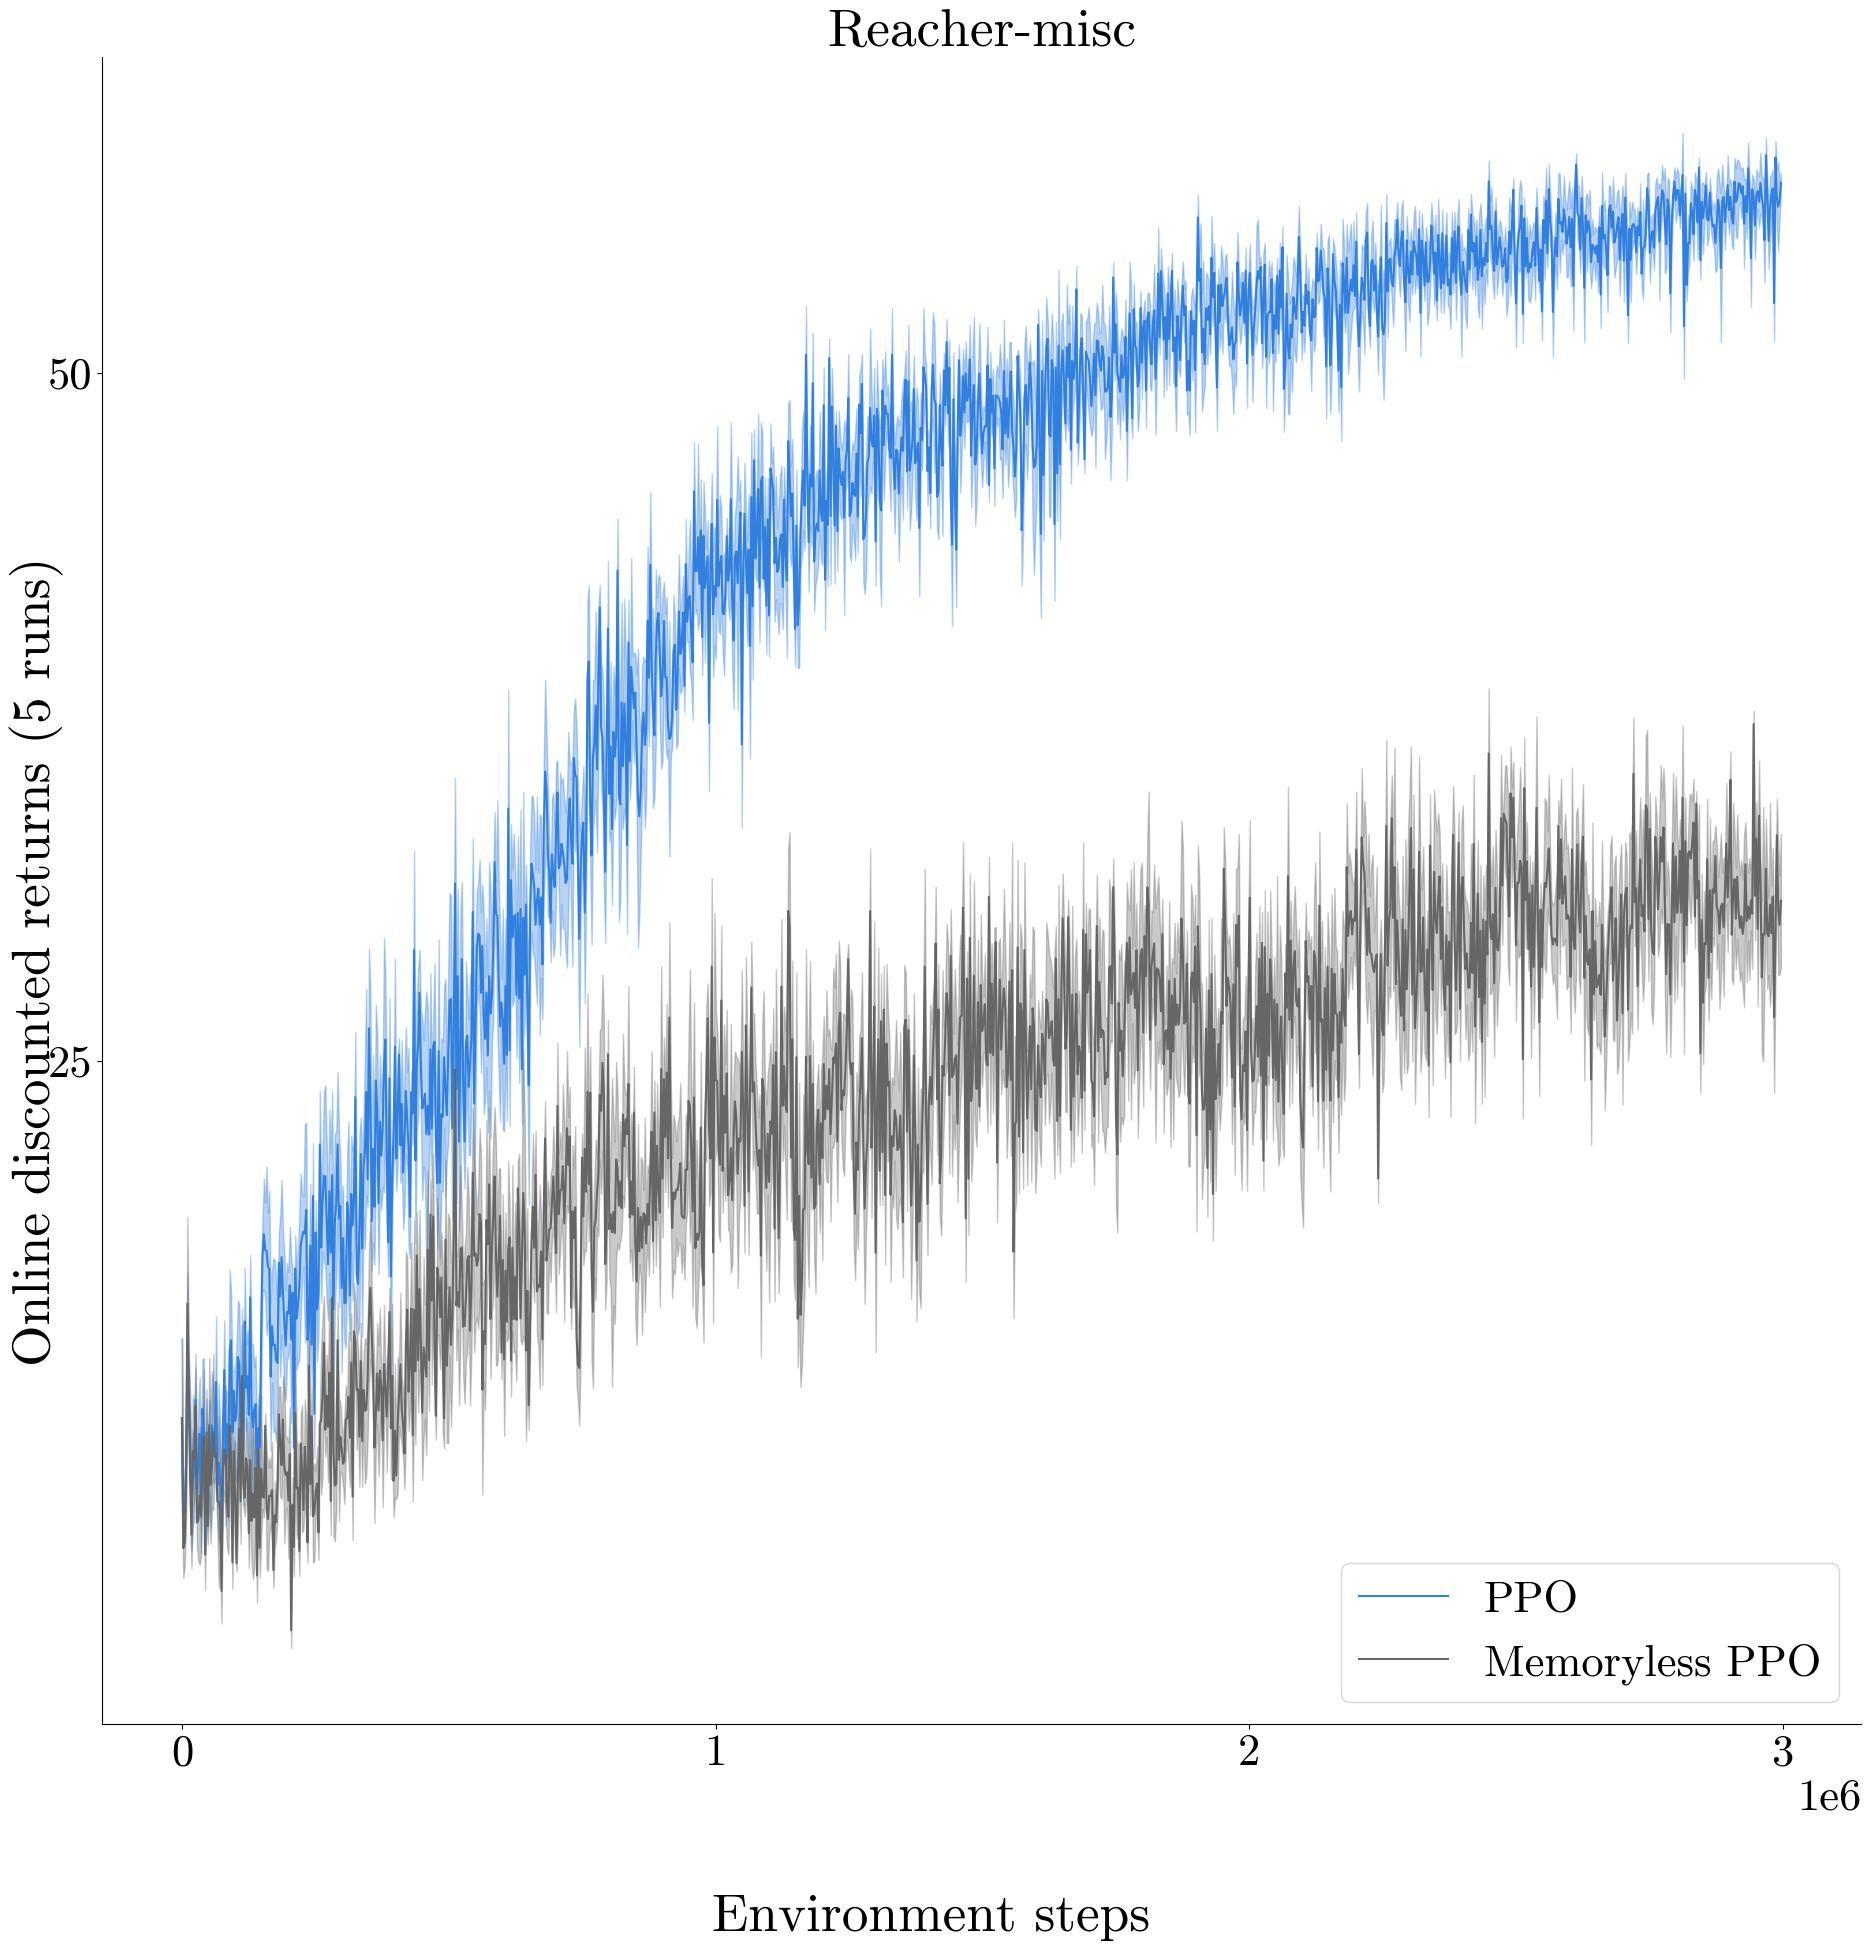 Reacher-misc
Online discounted returns (5 runs)
50
25
PPO
Memoryless PPO
0 1 2 3
1e6
Environment steps